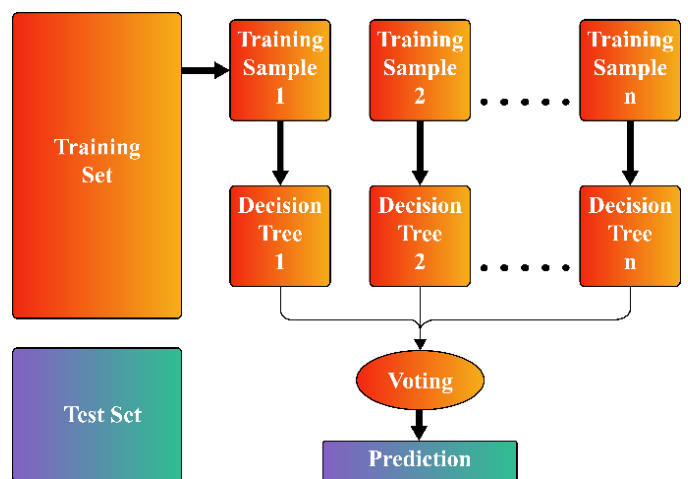 Training
Set
Training
Sample
1
Training
Sample
2
Training
Sample
n
Decision
Tree
1
Decision
Tree
2
Decision
Tree
n
Voting
Test Set
Prediction